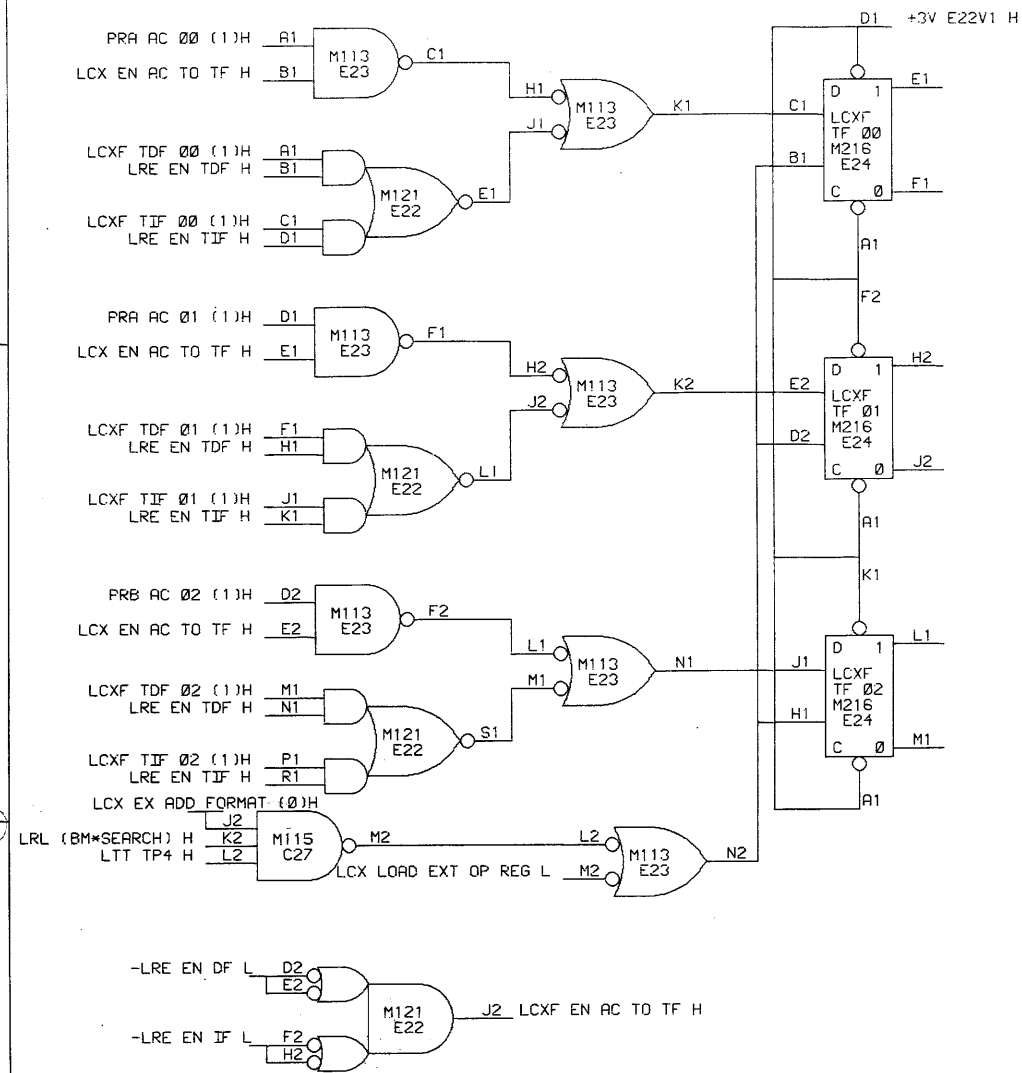 D1 +3V E22V1 H
PRA AC 00 (1)H A1
M113
E23
C1
LCX EN AC TO TF H B1
H1
M113
E23
K1
J1
C1
D 1
LCXF
TF 00
M216
E24
C 0
E1
B1
F1
LCXF TDF 00 (1)H A1
LRE EN TDF H B1
M121
E22
E1
LCXF TIF 00 (1)H C1
LRE EN TIF H D1
A1
F2
PRA AC 01 (1)H D1
M113
E23
F1
LCX EN AC TO TF H E1
H2
M113
E23
K2
J2
E2
D 1
LCXF
TF 01
M216
E24
C 0
H2
D2
J2
LCXF TDF 01 (1)H F1
LRE EN TDF H H1
M121
E22
L1
LCXF TIF 01 (1)H J1
LRE EN TIF H K1
A1
K1
PRB AC 02 (1)H D2
M113
E23
F2
LCX EN AC TO TF H E2
L1
M113
E23
N1
M1
J1
D 1
LCXF
TF 02
M216
E24
C 0
L1
H1
M1
LCXF TDF 02 (1)H M1
LRE EN TDF H N1
M121
E22
S1
LCXF TIF 02 (1)H P1
LRE EN TIF H R1
A1
LCX EX ADD FORMAT (0)H
J2
LRL (BM*SEARCH) H K2
LTT TP4 H L2
M115
C27
M2
L2
M113
E23
N2
LCX LOAD EXT OP REG L M2
-LRE EN DF L D2
E2
M121
E22
J2 LCXF EN AC TO TF H
-LRE EN IF L F2
H2